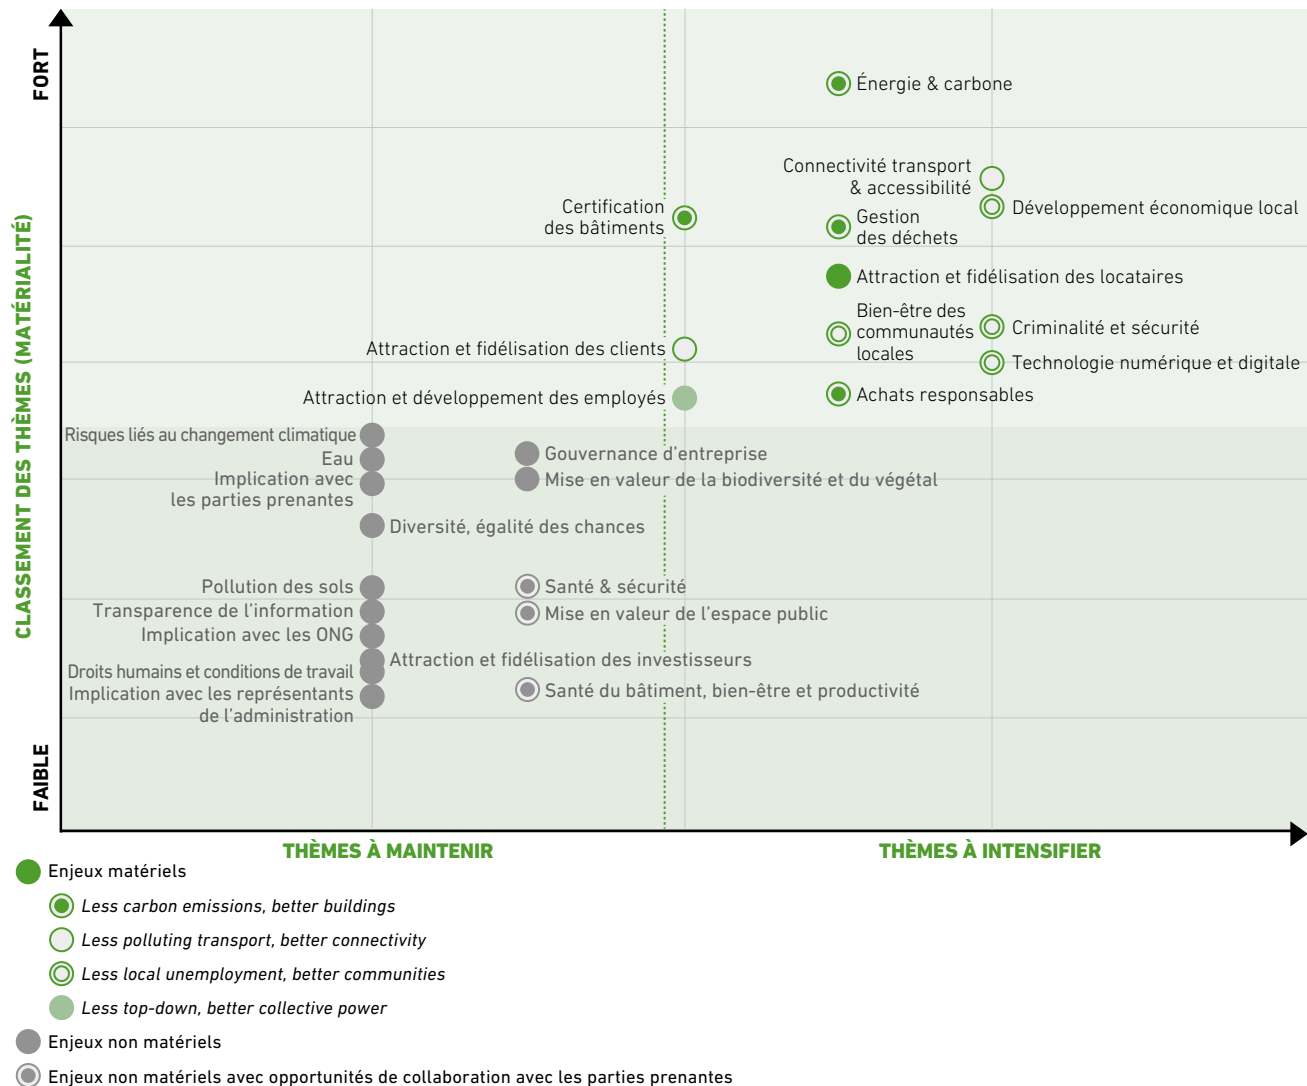 FORT
Énergie & carbone
Connectivité transport
& accessibilité
Développement économique local
Certification
des bâtiments
Gestion
des déchets
CLASSEMENT DES THÈMES (MATÉRIALITÉ)
Attraction et fidélisation des locataires
Bien-être des
communautés
locales
Criminalité et sécurité
Attraction et fidélisation des clients
Technologie numérique et digitale
Attraction et développement des employés
Achats responsables
Risques liés au changement climatique
Eau
Gouvernance d’entreprise
Implication avec
les parties prenantes
Mise en valeur de la biodiversité et du végétal
Diversité, égalité des chances
Pollution des sols
Santé & sécurité
Transparence de l’information
Mise en valeur de l’espace public
Implication avec les ONG
Attraction et fidélisation des investisseurs
Droits humains et conditions de travail
Implication avec les représentants
de l’administration
Santé du bâtiment, bien-être et productivité
FAIBLE
THÈMES À MAINTENIR
THÈMES À INTENSIFIER
Enjeux matériels
Less carbon emissions, better buildings
Less polluting transport, better connectivity
Less local unemployment, better communities
Less top-down, better collective power
Enjeux non matériels
Enjeux non matériels avec opportunités de collaboration avec les parties prenantes